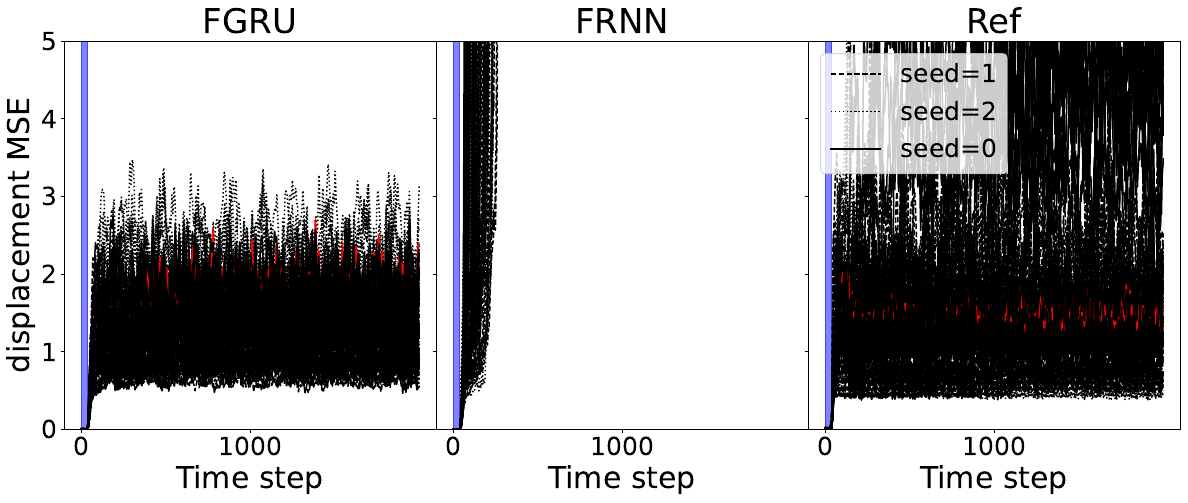 FGRU FRNN Ref
5
4
3
2
1
0
displacement MSE
seed=1
seed=2
seed=0
0 1000 0 1000 0 1000
Time step Time step Time step